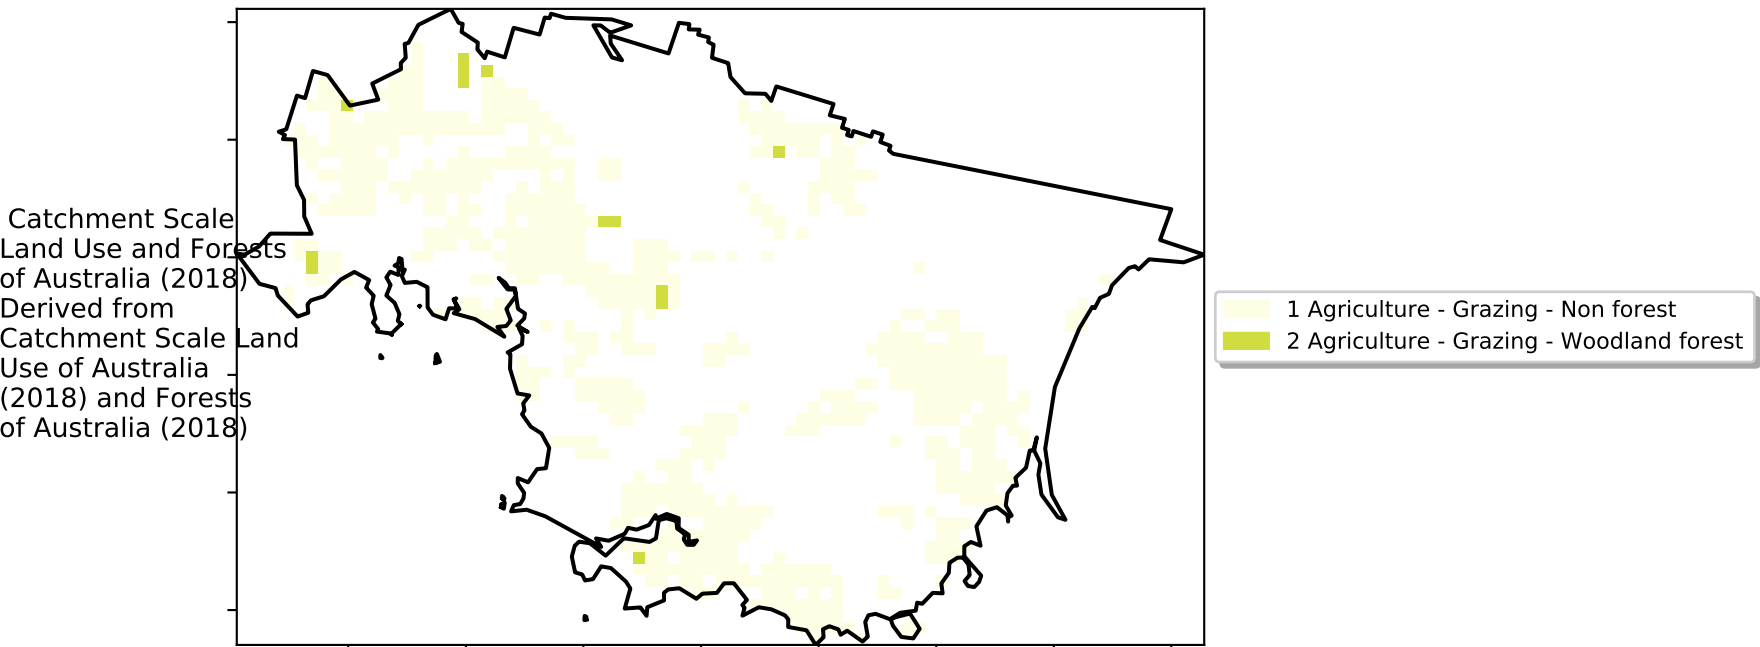 Catchment Scale
Land Use and Forests
of Australia (2018)
Derived from
Catchment Scale Land
Use of Australia
(2018) and Forests
of Australia (2018)
1 Agriculture - Grazing - Non forest
2 Agriculture - Grazing - Woodland forest